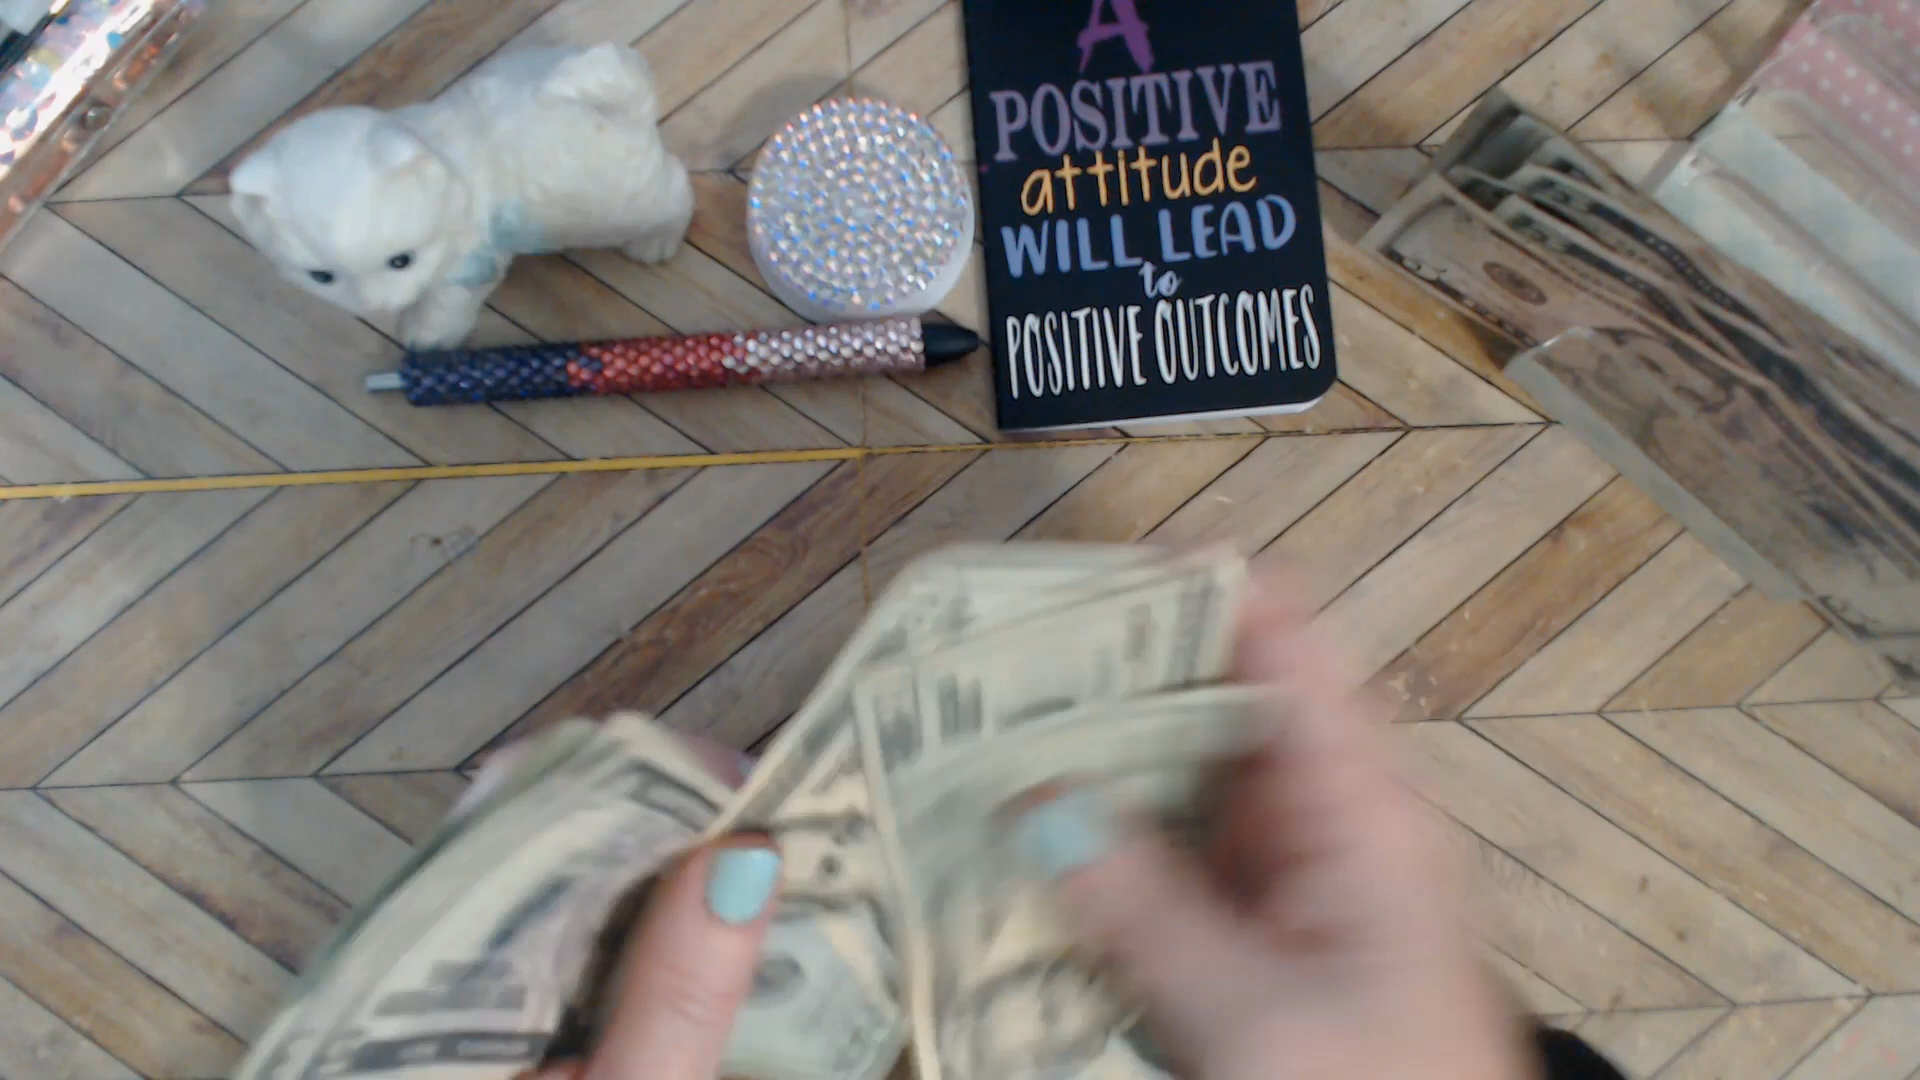 A
POSITIVE
attitude
WILL LEAD
to
POSITIVE OUTCOMES